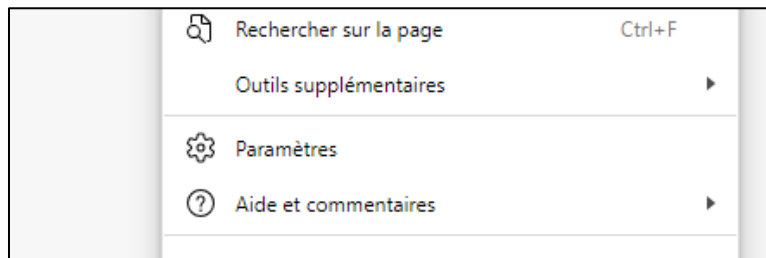 Rechercher sur la page Ctrl+F
Outils supplémentaires
Paramètres
Aide et commentaires